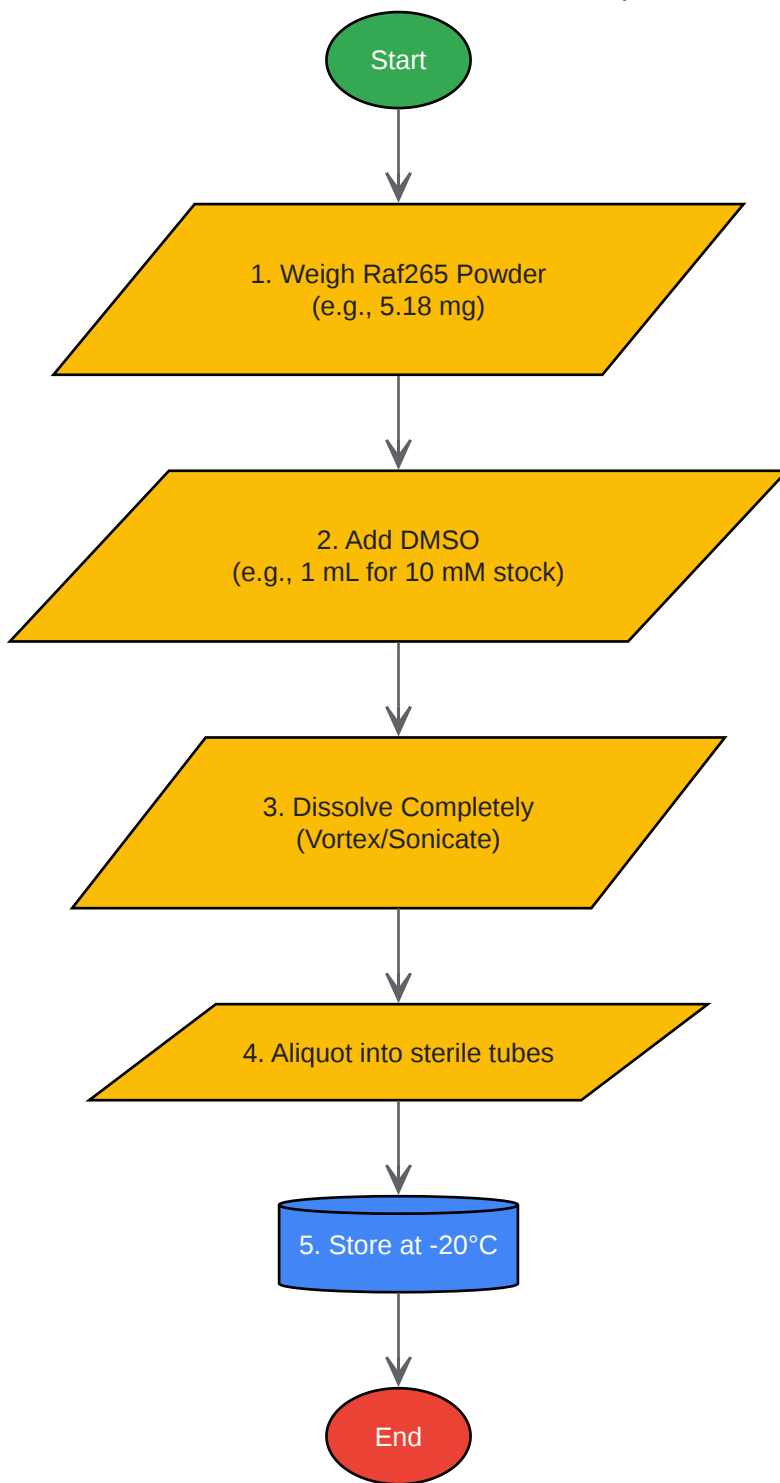 Start
1. Weigh Raf265 Powder
(e.g., 5.18 mg)
2. Add DMSO
(e.g., 1 mL for 10 mM stock)
3. Dissolve Completely
(Vortex/Sonicate)
4. Aliquot into sterile tubes
5. Store at -20°C
End